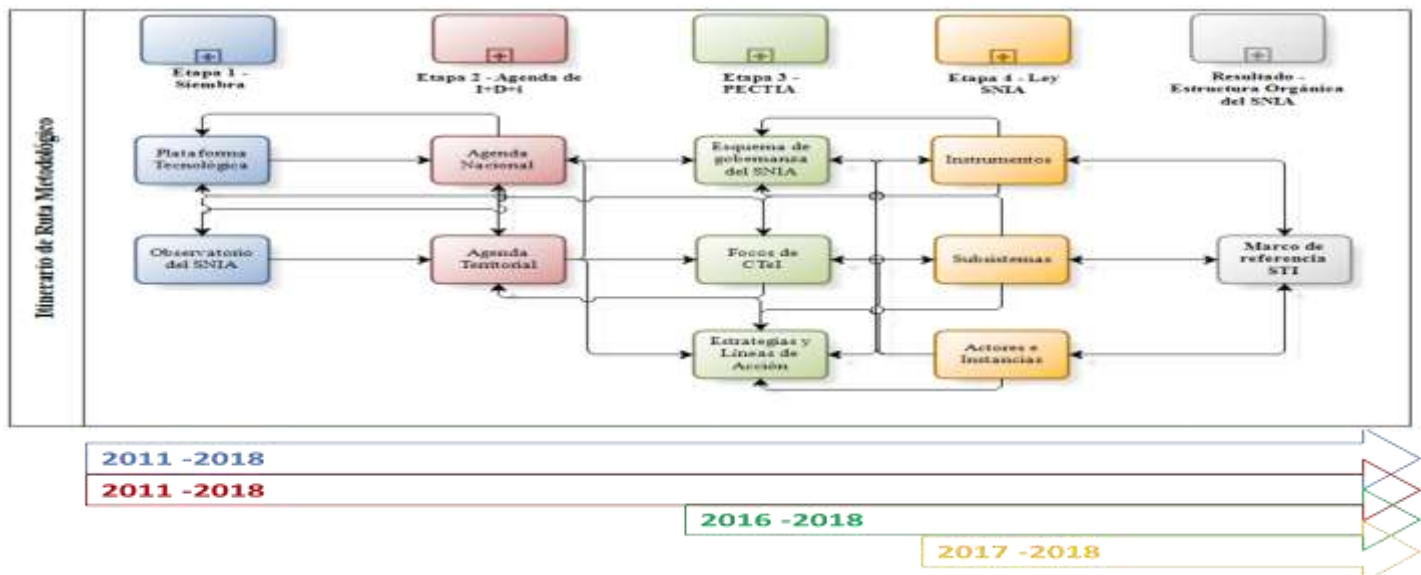 Itinerario de Ruta Metodológico
Etapa 1 -
Siembra
Etapa 2 - Agenda de
I+D+i
Etapa 3 -
PECTIA
Etapa 4 - Ley
SNIA
Resultado -
Estructura Orgánica
del SNIA
Plataforma
Tecnológica
Agenda
Nacional
Esquema de
gobernanza
del SNIA
Instrumentos
Observatorio
del SNIA
Agenda
Territorial
Focos de
CTeI
Subsistemas
Marco de
referencia
STI
Estrategias y
Líneas de
Acción
Actores e
Instancias
2011 -2018
2011 -2018
2016 -2018
2017 -2018